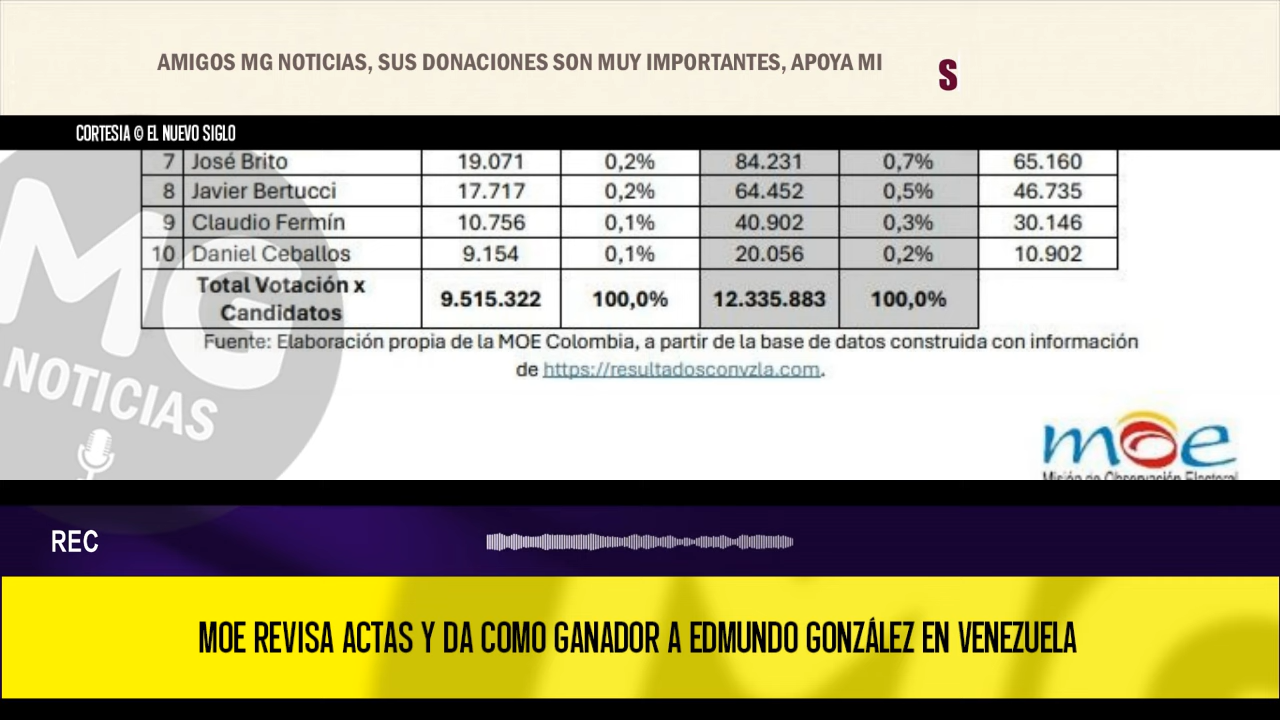 AMIGOS MG NOTICIAS, SUS DONACIONES SON MUY IMPORTANTES, APOYA MI
S
CORTESIA © EL NUEVO SIGLO
7 José Brito 19.071 0,2% 84.231 0,7% 65.160
8 Javier Bertucci 17.717 0,2% 64.452 0,5% 46.735
9 Claudio Fermín 10.756 0,1% 40.902 0,3% 30.146
10 Daniel Ceballos 9.154 0,1% 20.056 0,2% 10.902
Total Votación x
Candidatos 9.515.322 100,0% 12.335.883 100,0%
Fuente: Elaboración propia de la MOE Colombia, a partir de la base de datos construida con información
de https://resultadosconvzla.com.
MG
NOTICIAS
moe
Misión de Observación Electoral
REC
MOE REVISA ACTAS Y DA COMO GANADOR A EDMUNDO GONZÁLEZ EN VENEZUELA